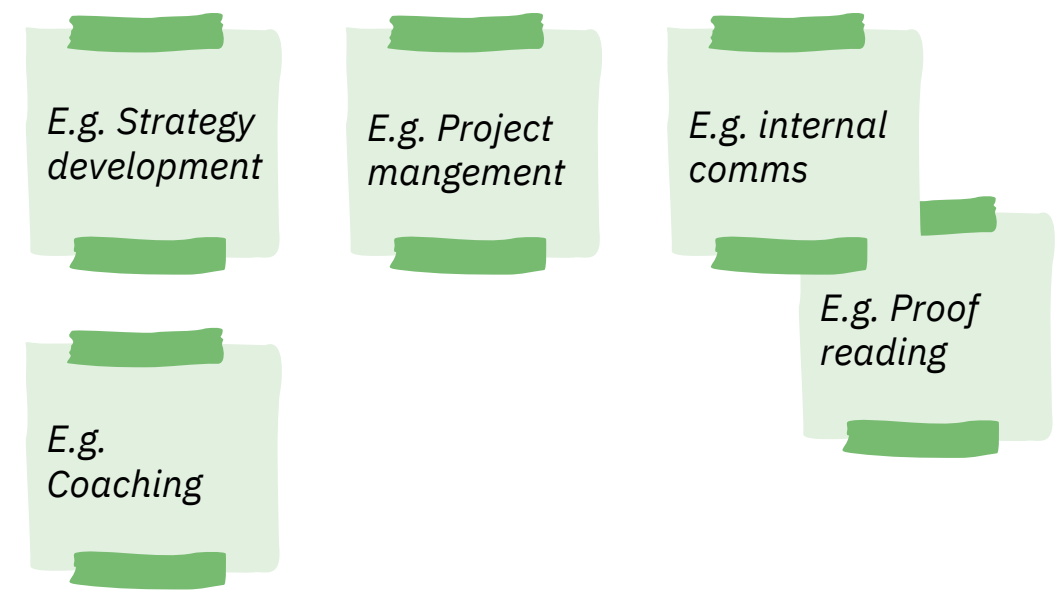 E.g. Strategy
development
E.g. Project
mangement
E.g. internal
comms
E.g. Proof
reading
E.g.
Coaching